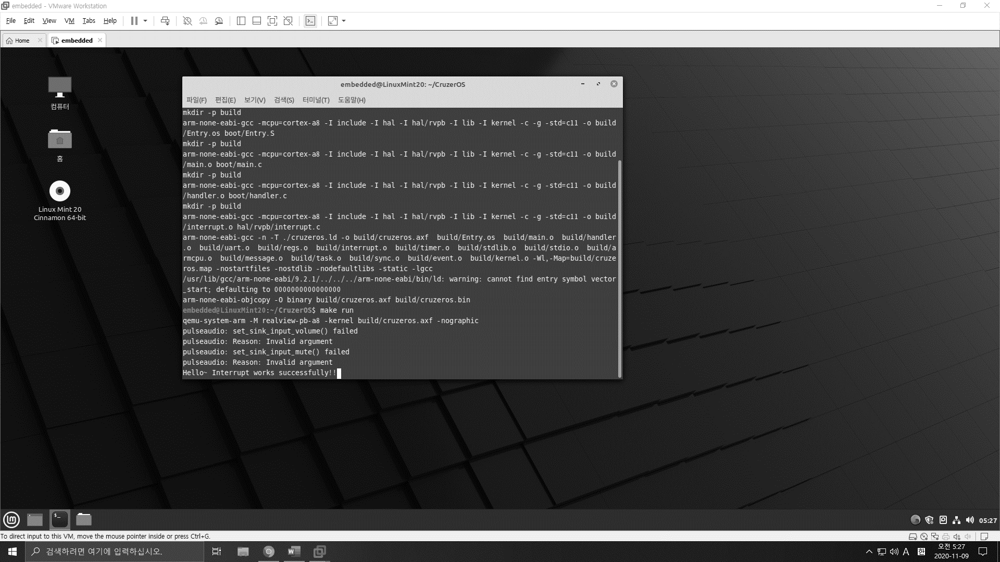 embedded - VMware Workstation
File Edit View VM Tabs Help
Home embedded
컴퓨터
홈
Linux Mint 20
Cinnamon 64-bit
embedded@LinuxMint20: ~/CruzerOS
파일(F) 편집(E) 보기(V) 검색(S) 터미널(T) 도움말(H)
mkdir -p build
arm-none-eabi-gcc -mcpu=cortex-a8 -I include -I hal -I hal/rvpb -I lib -I kernel -c -g -std=c11 -o build
/Entry.os boot/Entry.S
mkdir -p build
arm-none-eabi-gcc -mcpu=cortex-a8 -I include -I hal -I hal/rvpb -I lib -I kernel -c -g -std=c11 -o build
/main.o boot/main.c
mkdir -p build
arm-none-eabi-gcc -mcpu=cortex-a8 -I include -I hal -I hal/rvpb -I lib -I kernel -c -g -std=c11 -o build
/handler.o boot/handler.c
mkdir -p build
arm-none-eabi-gcc -mcpu=cortex-a8 -I include -I hal -I hal/rvpb -I lib -I kernel -c -g -std=c11 -o build
/interrupt.o hal/rvpb/interrupt.c
arm-none-eabi-gcc -n -T ./cruzeros.ld -o build/cruzeros.axf  build/Entry.os  build/main.o  build/handler
.o  build/uart.o  build/regs.o  build/interrupt.o  build/timer.o  build/stdlib.o  build/stdio.o  build/a
rmcpu.o  build/message.o  build/task.o  build/sync.o  build/event.o  build/kernel.o -Wl,-Map=build/cruze
ros.map -nostartfiles -nostdlib -nodefaultlibs -static -lgcc
/usr/lib/gcc/arm-none-eabi/9.2.1/../../../arm-none-eabi/bin/ld: warning: cannot find entry symbol vector
_start; defaulting to 0000000000000000
arm-none-eabi-objcopy -O binary build/cruzeros.axf build/cruzeros.bin
embedded@LinuxMint20:~/CruzerOS$ make run
qemu-system-arm -M realview-pb-a8 -kernel build/cruzeros.axf -nographic
pulseaudio: set_sink_input_volume() failed
pulseaudio: Reason: Invalid argument
pulseaudio: set_sink_input_mute() failed
pulseaudio: Reason: Invalid argument
Hello~ Interrupt works successfully!!
05:27
To direct input to this VM, move the mouse pointer inside or press Ctrl+G.
검색하려면 여기에 입력하십시오.
A 한 오전 5:27
2020-11-09